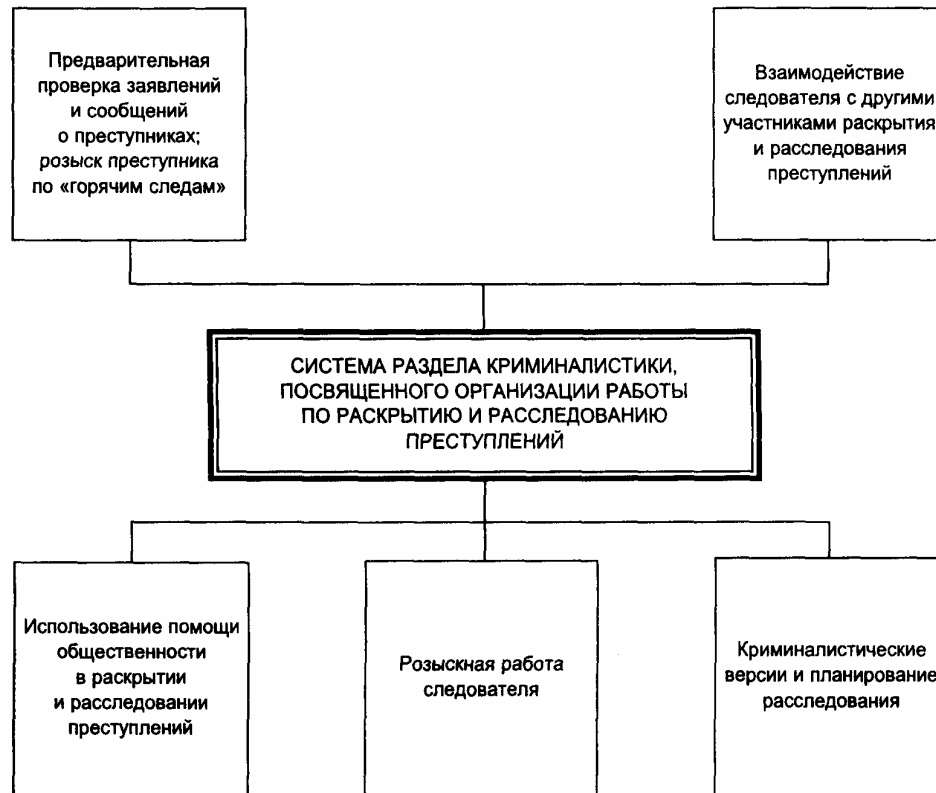 Предварительная
проверка заявлений
и сообщений
о преступниках;
розыск преступника
по «горячим следам»
Взаимодействие
следователя с другими
участниками раскрытия
и расследования
преступлений
СИСТЕМА РАЗДЕЛА КРИМИНАЛИСТИКИ,
ПОСВЯЩЕННОГО ОРГАНИЗАЦИИ РАБОТЫ
ПО РАСКРЫТИЮ И РАССЛЕДОВАНИЮ
ПРЕСТУПЛЕНИЙ
Использование помощи
общественности
в раскрытии
и расследовании
преступлений
Розыскная работа
следователя
Криминалистические
версии и планирование
расследования